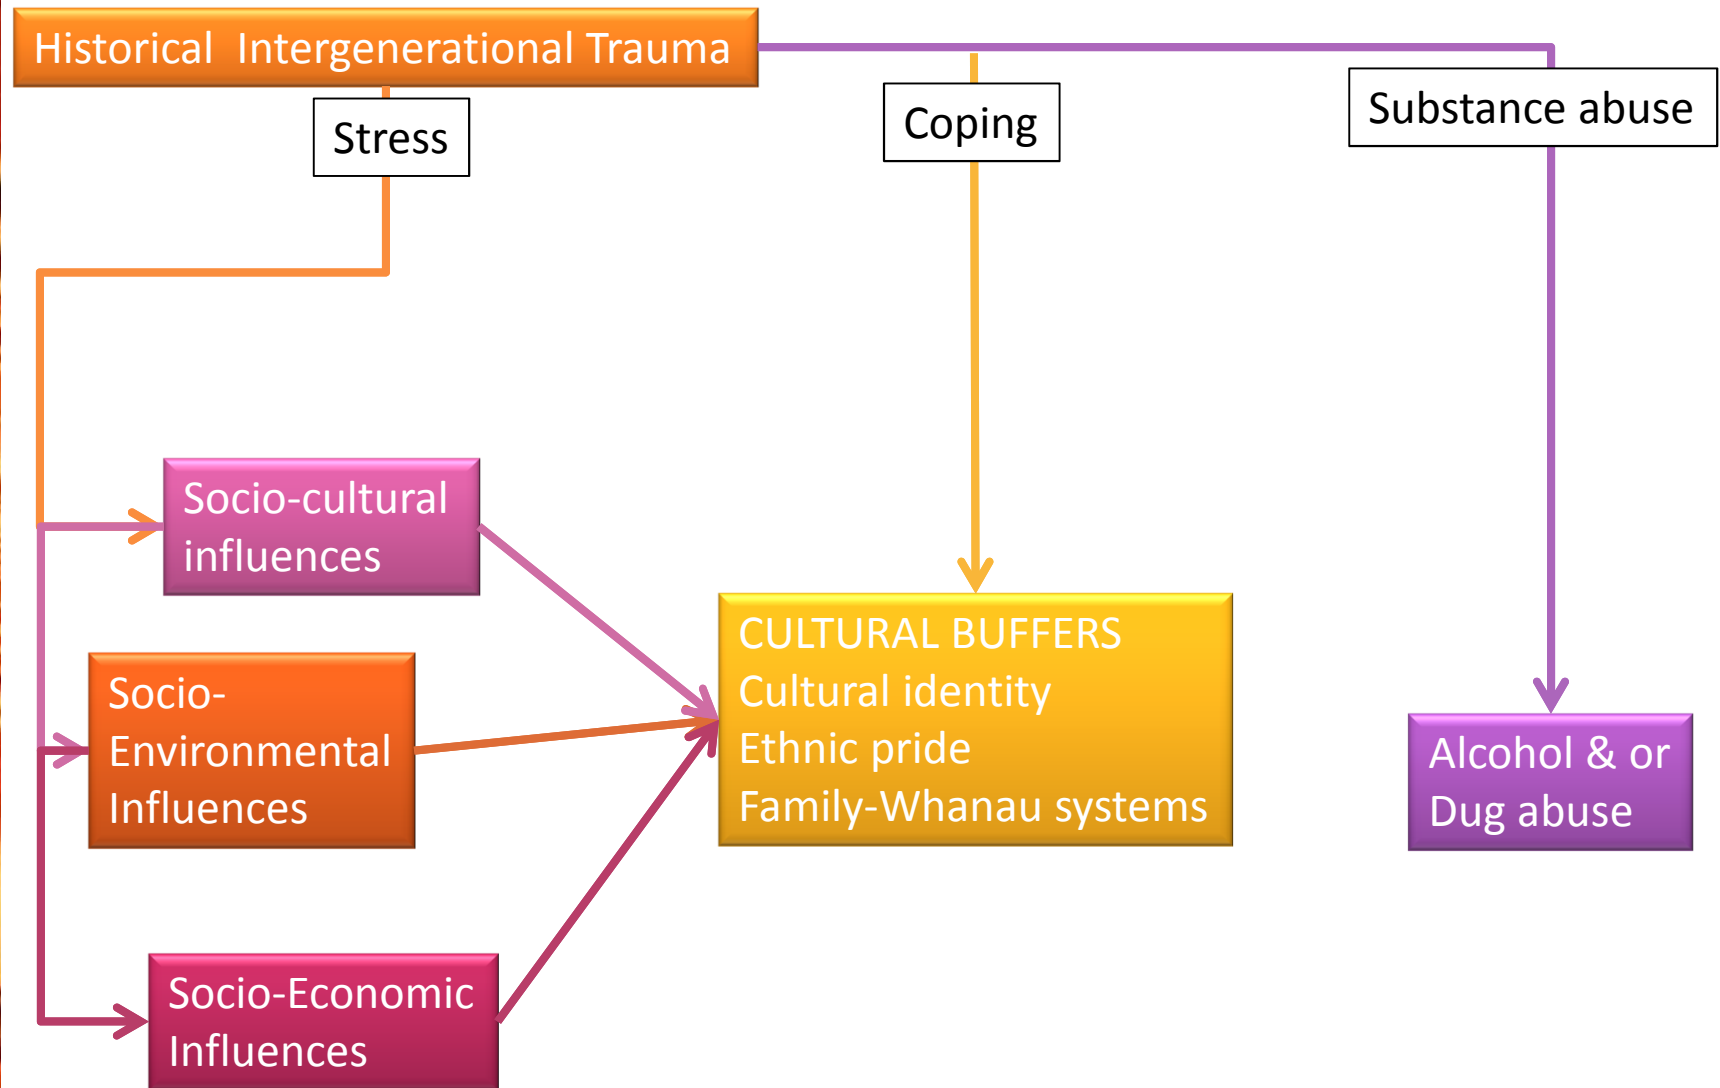 Historical Intergenerational Trauma
Stress
Coping
Substance abuse
Socio-cultural
influences
Socio-
Environmental
Influences
Socio-Economic
Influences
CULTURAL BUFFERS
Cultural identity
Ethnic pride
Family-Whanau systems
Alcohol & or
Dug abuse